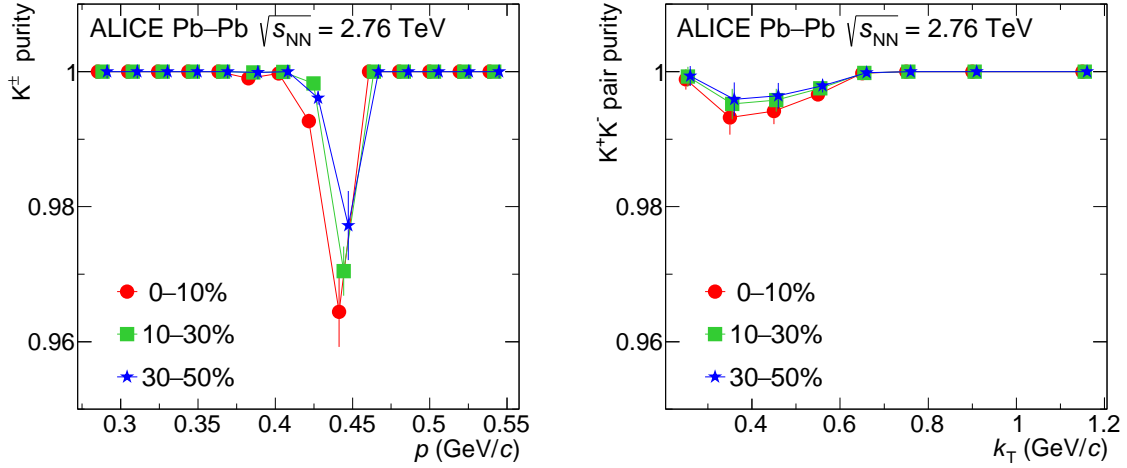 ALICE Pb–Pb √sNN = 2.76 TeV
K± purity
1
0.98
0.96
0–10%
10–30%
30–50%
0.3 0.35 0.4 0.45 0.5 0.55
p (GeV/c)
ALICE Pb–Pb √sNN = 2.76 TeV
K+K- pair purity
1
0.98
0.96
0–10%
10–30%
30–50%
0.4 0.6 0.8 1 1.2
kT (GeV/c)